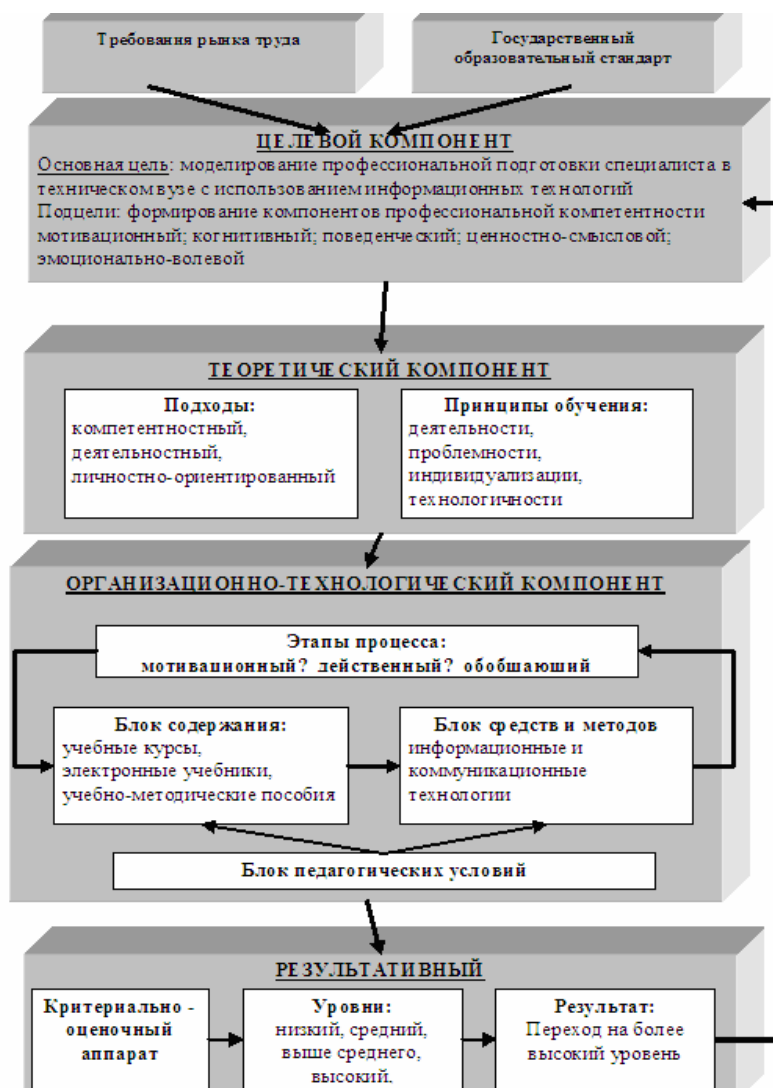 Требования рынка труда
Государственный
образовательный стандарт
ЦЕЛЕВОЙ КОМПОНЕНТ
Основная цель: моделирование профессиональной подготовки специалиста в
техническом вузе с использованием информационных технологий
Подцели: формирование компонентов профессиональной компетентности
мотивационный; когнитивный; поведенческий; ценностно-смысловой;
эмоционально-волевой
ТЕОРЕТИЧЕСКИЙ КОМПОНЕНТ
Подходы:
компетентностный,
деятельностный,
личностно-ориентированный
Принципы обучения:
деятельности,
проблемности,
индивидуализации,
технологичности
ОРГАНИЗАЦИОННО-ТЕХНОЛОГИЧЕСКИЙ КОМПОНЕНТ
Этапы процесса:
мотивационный? действенный? обобшаюший
Блок содержания:
учебные курсы,
электронные учебники,
учебно-методические пособия
Блок средств и методов
информационные и
коммуникационные
технологии
Блок педагогических условий
РЕЗУЛЬТАТИВНЫЙ
Критериально -
оценочный
аппарат
Уровни:
низкий, средний,
выше среднего,
высокий.
Результат:
Переход на более
высокий уровень